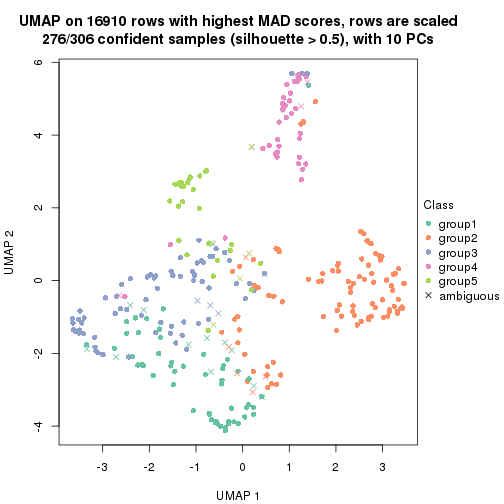 UMAP on 16910 rows with highest MAD scores, rows are scaled
276/306 confident samples (silhouette > 0.5), with 10 PCs
6
4
2
0
-2
-4
UMAP 2
-3
-2
-1
0
1
2
3
UMAP 1
Class
group1
group2
group3
group4
group5
ambiguous